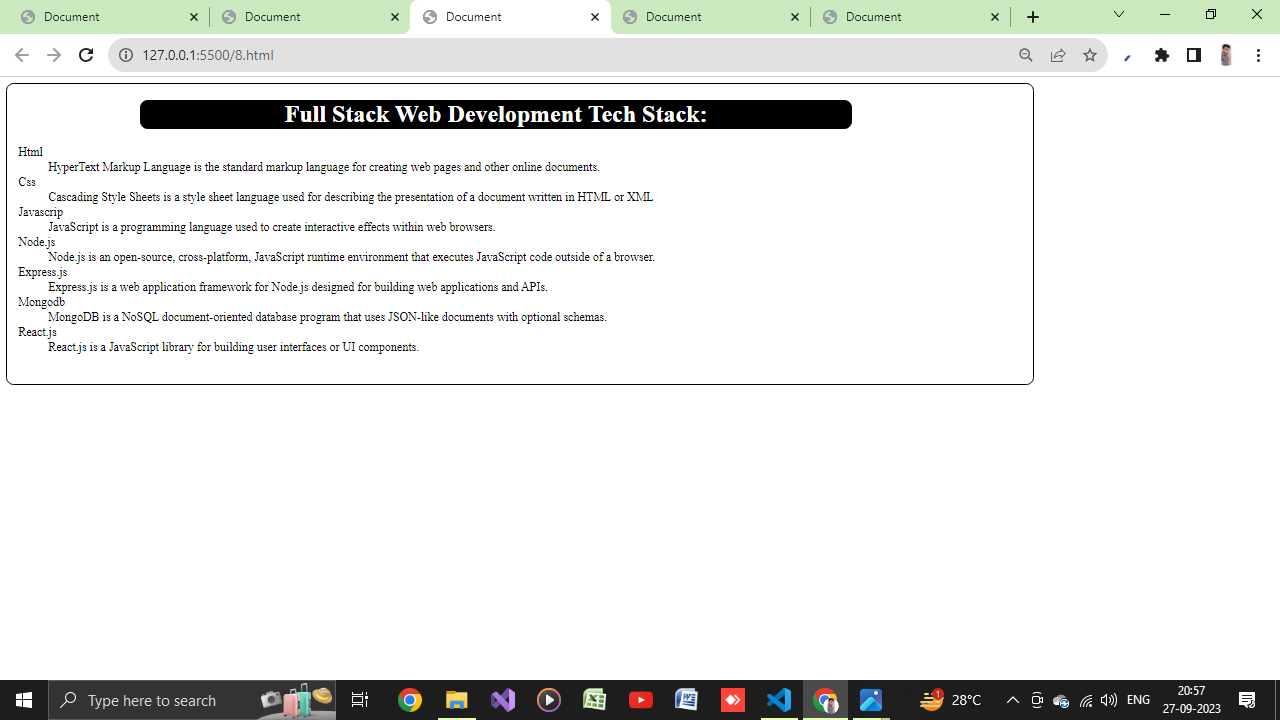 Document
Document
Document
Document
Document
127.0.0.1:5500/8.html
Full Stack Web Development Tech Stack:
Html
HyperText Markup Language is the standard markup language for creating web pages and other online documents.
Css
Cascading Style Sheets is a style sheet language used for describing the presentation of a document written in HTML or XML
Javascrip
JavaScript is a programming language used to create interactive effects within web browsers.
Node.js
Node.js is an open-source, cross-platform, JavaScript runtime environment that executes JavaScript code outside of a browser.
Express.js
Express.js is a web application framework for Node.js designed for building web applications and APIs.
Mongodb
MongoDB is a NoSQL document-oriented database program that uses JSON-like documents with optional schemas.
React.js
React.js is a JavaScript library for building user interfaces or UI components.
Type here to search
1
28°C
ENG
20:57
27-09-2023